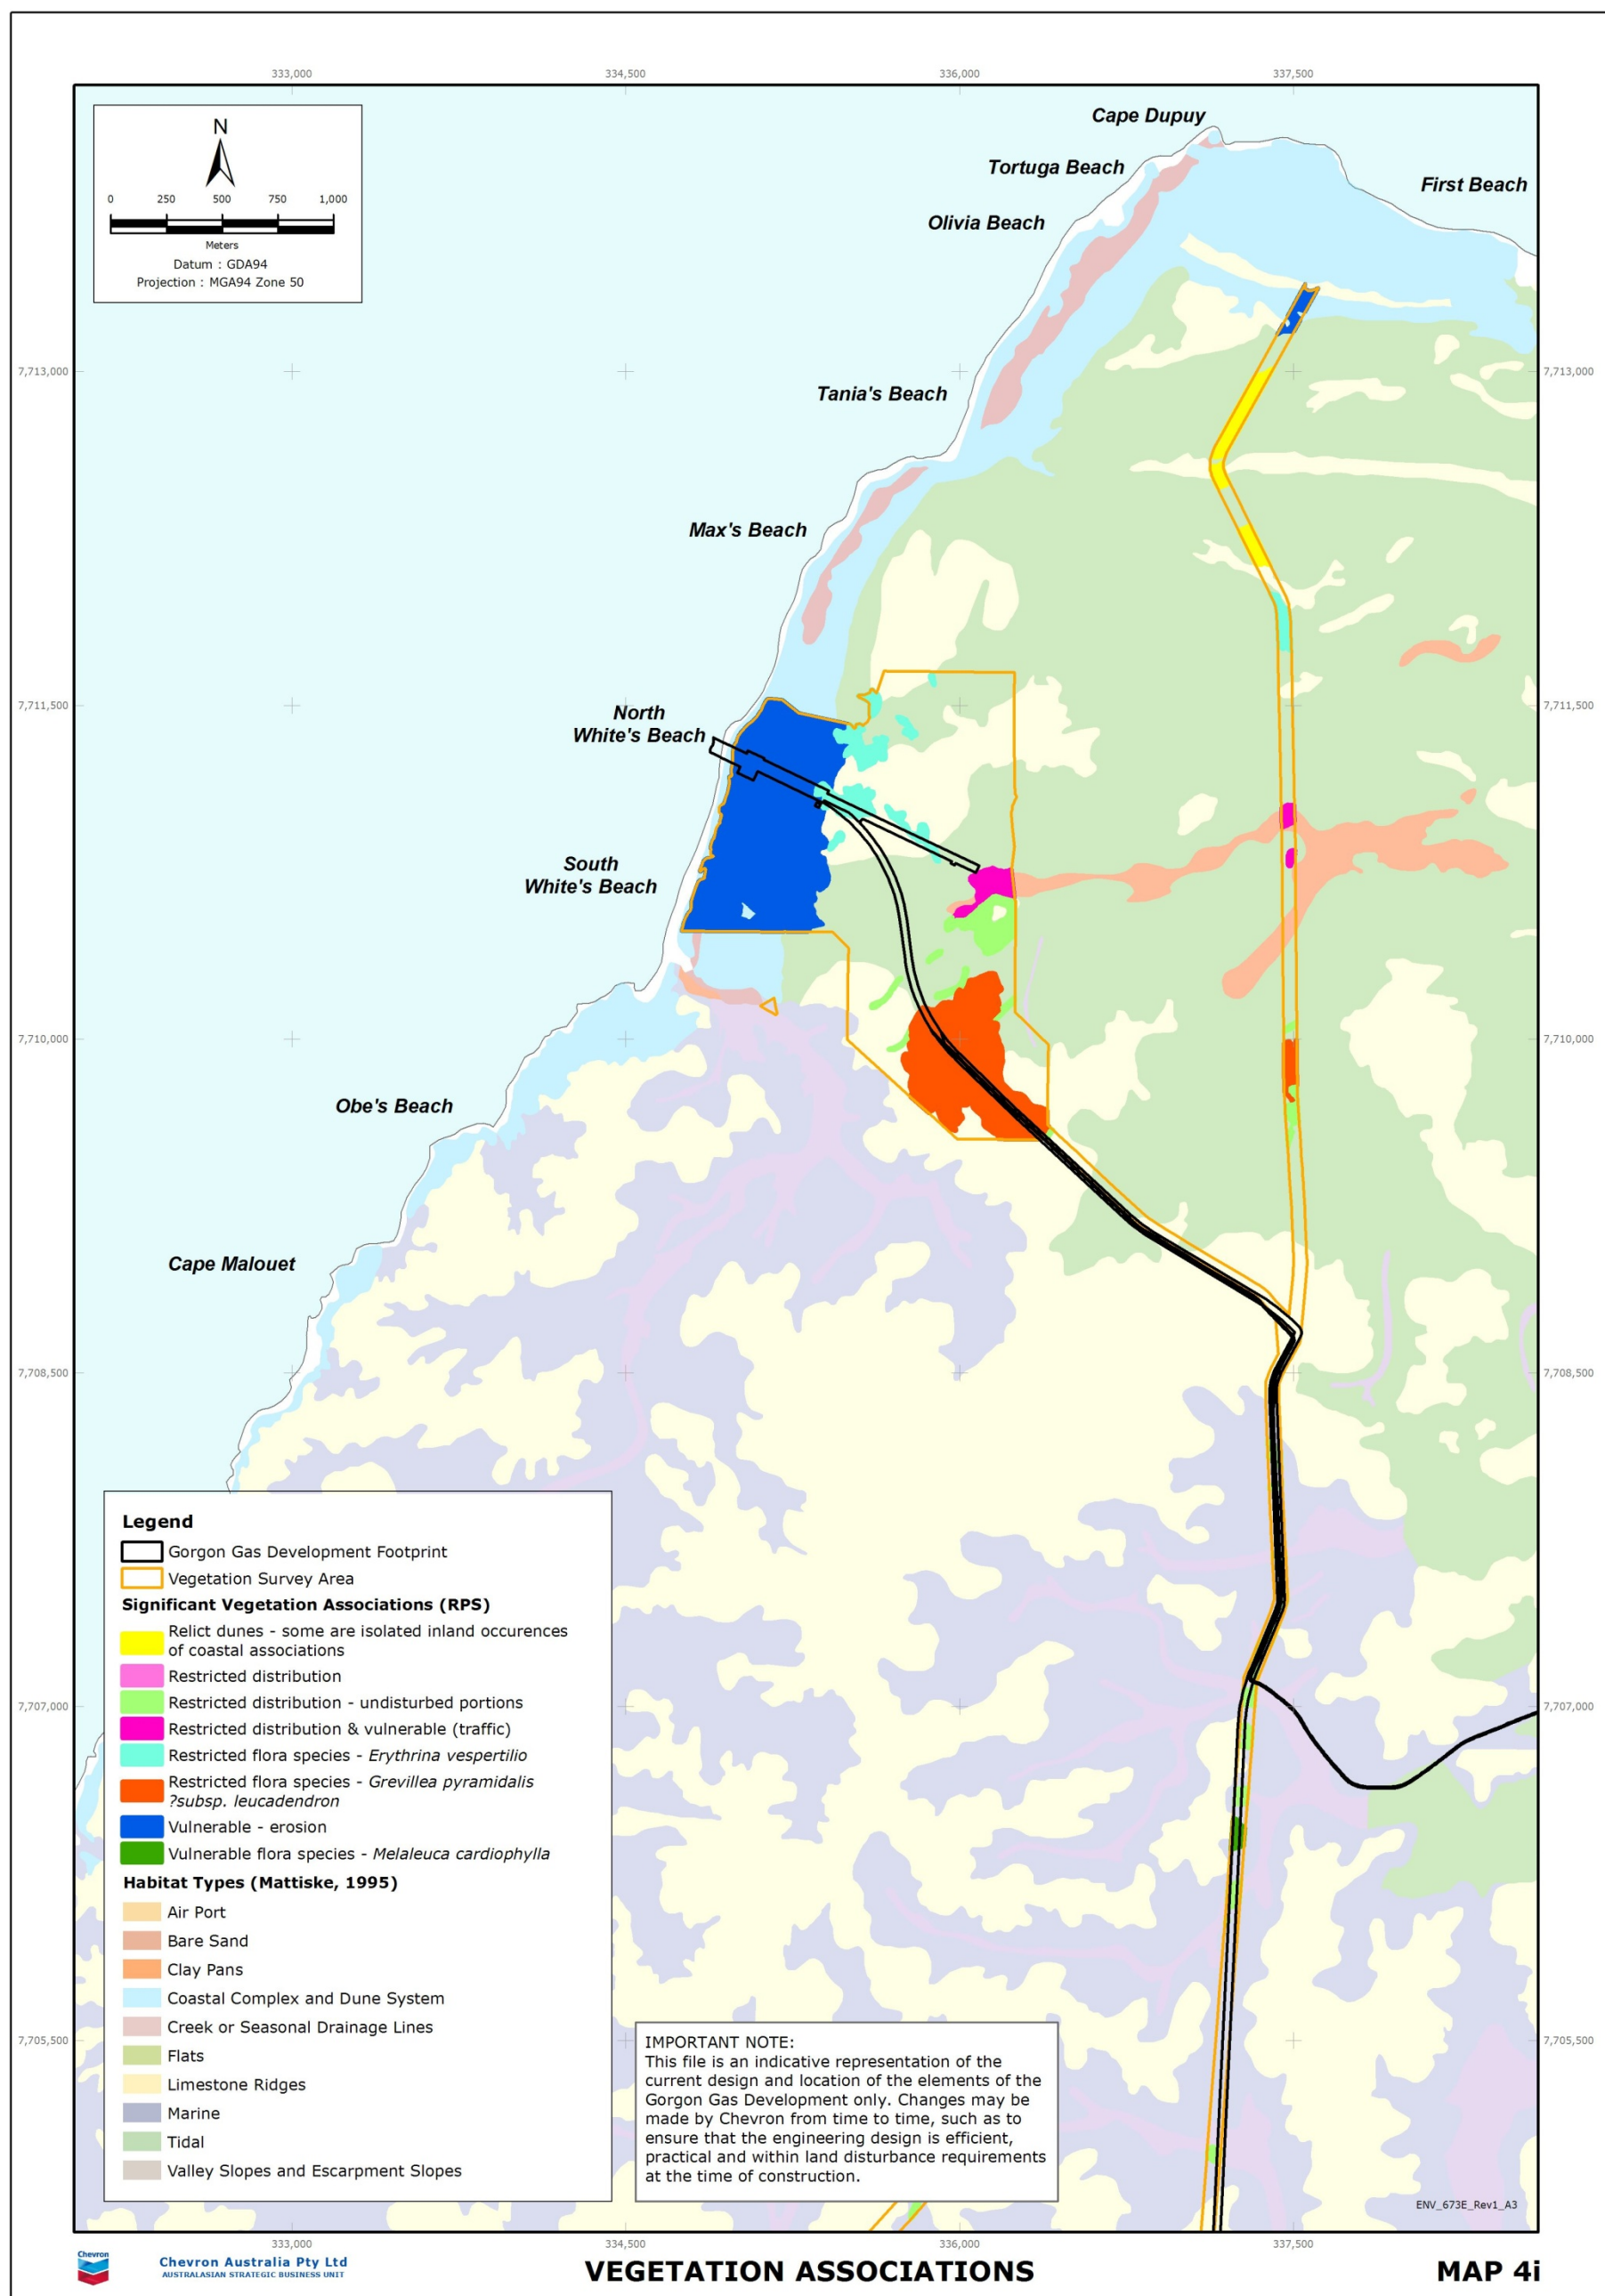 333,000
334,500
336,000
337,500
N
0 250 500 750 1,000
Meters
Datum : GDA94
Projection : MGA94 Zone 50
Cape Dupuy
Tortuga Beach
First Beach
Olivia Beach
7,713,000
7,713,000
Tania's Beach
Max's Beach
7,711,500
7,711,500
North
White's Beach
South
White's Beach
7,710,000
7,710,000
Obe's Beach
Cape Malouet
7,708,500
7,708,500
Legend
Gorgon Gas Development Footprint
Vegetation Survey Area
Significant Vegetation Associations (RPS)
Relict dunes - some are isolated inland occurences
of coastal associations
Restricted distribution
Restricted distribution - undisturbed portions
Restricted distribution & vulnerable (traffic)
Restricted flora species - Erythrina vespertilio
Restricted flora species - Grevillea pyramidalis
?subsp. leucadendron
Vulnerable - erosion
Vulnerable flora species - Melaleuca cardiophylla
Habitat Types (Mattiske, 1995)
Air Port
Bare Sand
Clay Pans
Coastal Complex and Dune System
Creek or Seasonal Drainage Lines
Flats
Limestone Ridges
Marine
Tidal
Valley Slopes and Escarpment Slopes
7,707,000
7,707,000
7,705,500
7,705,500
IMPORTANT NOTE:
This file is an indicative representation of the
current design and location of the elements of the
Gorgon Gas Development only. Changes may be
made by Chevron from time to time, such as to
ensure that the engineering design is efficient,
practical and within land disturbance requirements
at the time of construction.
ENV_673E_Rev1_A3
333,000
334,500
336,000
337,500
Chevron
Chevron Australia Pty Ltd
AUSTRALASIAN STRATEGIC BUSINESS UNIT
VEGETATION ASSOCIATIONS
MAP 4i